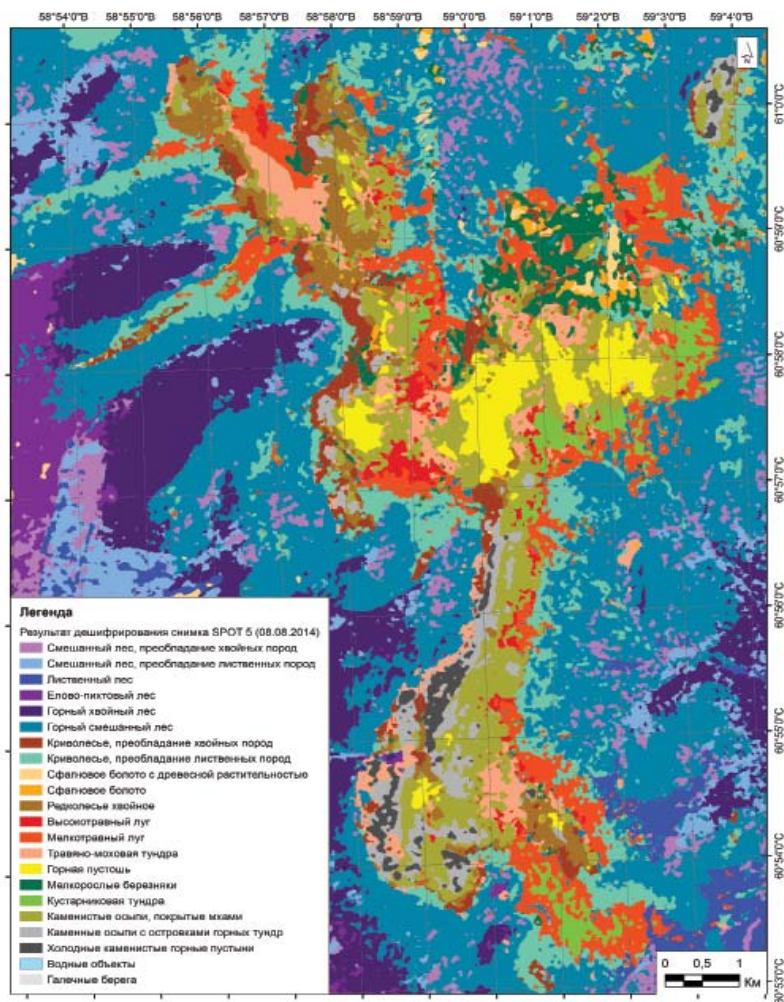 58°54'0"В 58°55'0"В 58°56'0"В 58°57'0"В 58°58'0"В 58°59'0"В 59°0'0"В 59°1'0"В 59°2'0"В 59°3'0"В 59°4'0"В
61°0'0"С
60°59'0"С
60°58'0"С
60°57'0"С
60°56'0"С
60°55'0"С
60°54'0"С
60°53'0"С
Легенда
Результат дешифрирования снимка SPOT 5 (08.08.2014)
Смешанный лес, преобладание хвойных пород
Смешанный лес, преобладание лиственных пород
Лиственный лес
Елово-пихтовый лес
Горный хвойный лес
Горный смешанный лес
Криволесье, преобладание хвойных пород
Криволесье, преобладание лиственных пород
Сфагновое болото с древесной растительностью
Сфагновое болото
Редколесье хвойное
Высокотравный луг
Мелкотравный луг
Травяно-моховая тундра
Горная пустошь
Мелкорослые березняки
Кустарниковая тундра
Каменистые осыпи, покрытые мхами
Каменные осыпи с островками горных тундр
Холодные каменистые горные пустыни
Водные объекты
Галечные берега
0 0,5 1
Км